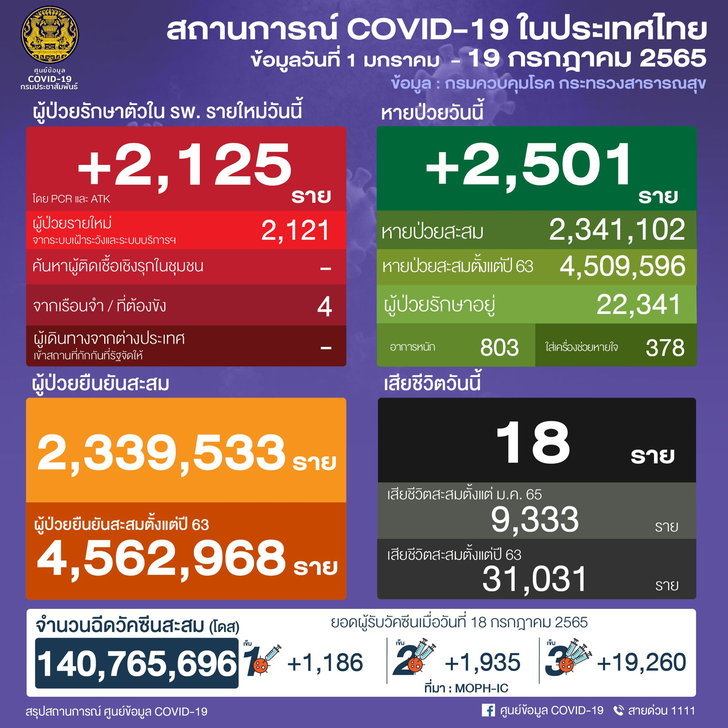 ศูนย์ข้อมูล
COVID-19
กรมประชาสัมพันธ์
สถานการณ์ COVID-19 ในประเทศไทย
ข้อมูลวันที่ 1 มกราคม - 19 กรกฎาคม 2565
ข้อมูล : กรมควบคุมโรค กระทรวงสาธารณสุข
ผู้ป่วยรักษาตัวใน รพ. รายใหม่วันนี้
+2,125
โดย PCR และ ATK ราย
ผู้ป่วยรายใหม่
จากระบบเฝ้าระวังและระบบบริการฯ
2,121
ค้นหาผู้ติดเชื้อเชิงรุกในชุมชน -
จากเรือนจำ / ที่ต้องขัง 4
ผู้เดินทางจากต่างประเทศ
เข้าสถานที่กักกันที่รัฐจัดให้
-
หายป่วยวันนี้
+2,501
ราย
หายป่วยสะสม 2,341,102
หายป่วยสะสมตั้งแต่ปี 63 4,509,596
ผู้ป่วยรักษาอยู่ 22,341
อาการหนัก 803 ใส่เครื่องช่วยหายใจ 378
ผู้ป่วยยืนยันสะสม
2,339,533 ราย
ผู้ป่วยยืนยันสะสมตั้งแต่ปี 63
4,562,968 ราย
เสียชีวิตวันนี้
18 ราย
เสียชีวิตสะสมตั้งแต่ ม.ค. 65
9,333 ราย
เสียชีวิตสะสมตั้งแต่ปี 63
31,031 ราย
จำนวนฉีดวัคซีนสะสม (โดส)
140,765,696
ยอดผู้รับวัคซีนเมื่อวันที่ 18 กรกฎาคม 2565
เข็ม 1 +1,186 เข็ม 2 +1,935 เข็ม 3 +19,260
ที่มา : MOPH-IC
สรุปสถานการณ์ ศูนย์ข้อมูล COVID-19
ศูนย์ข้อมูล COVID-19 สายด่วน 1111